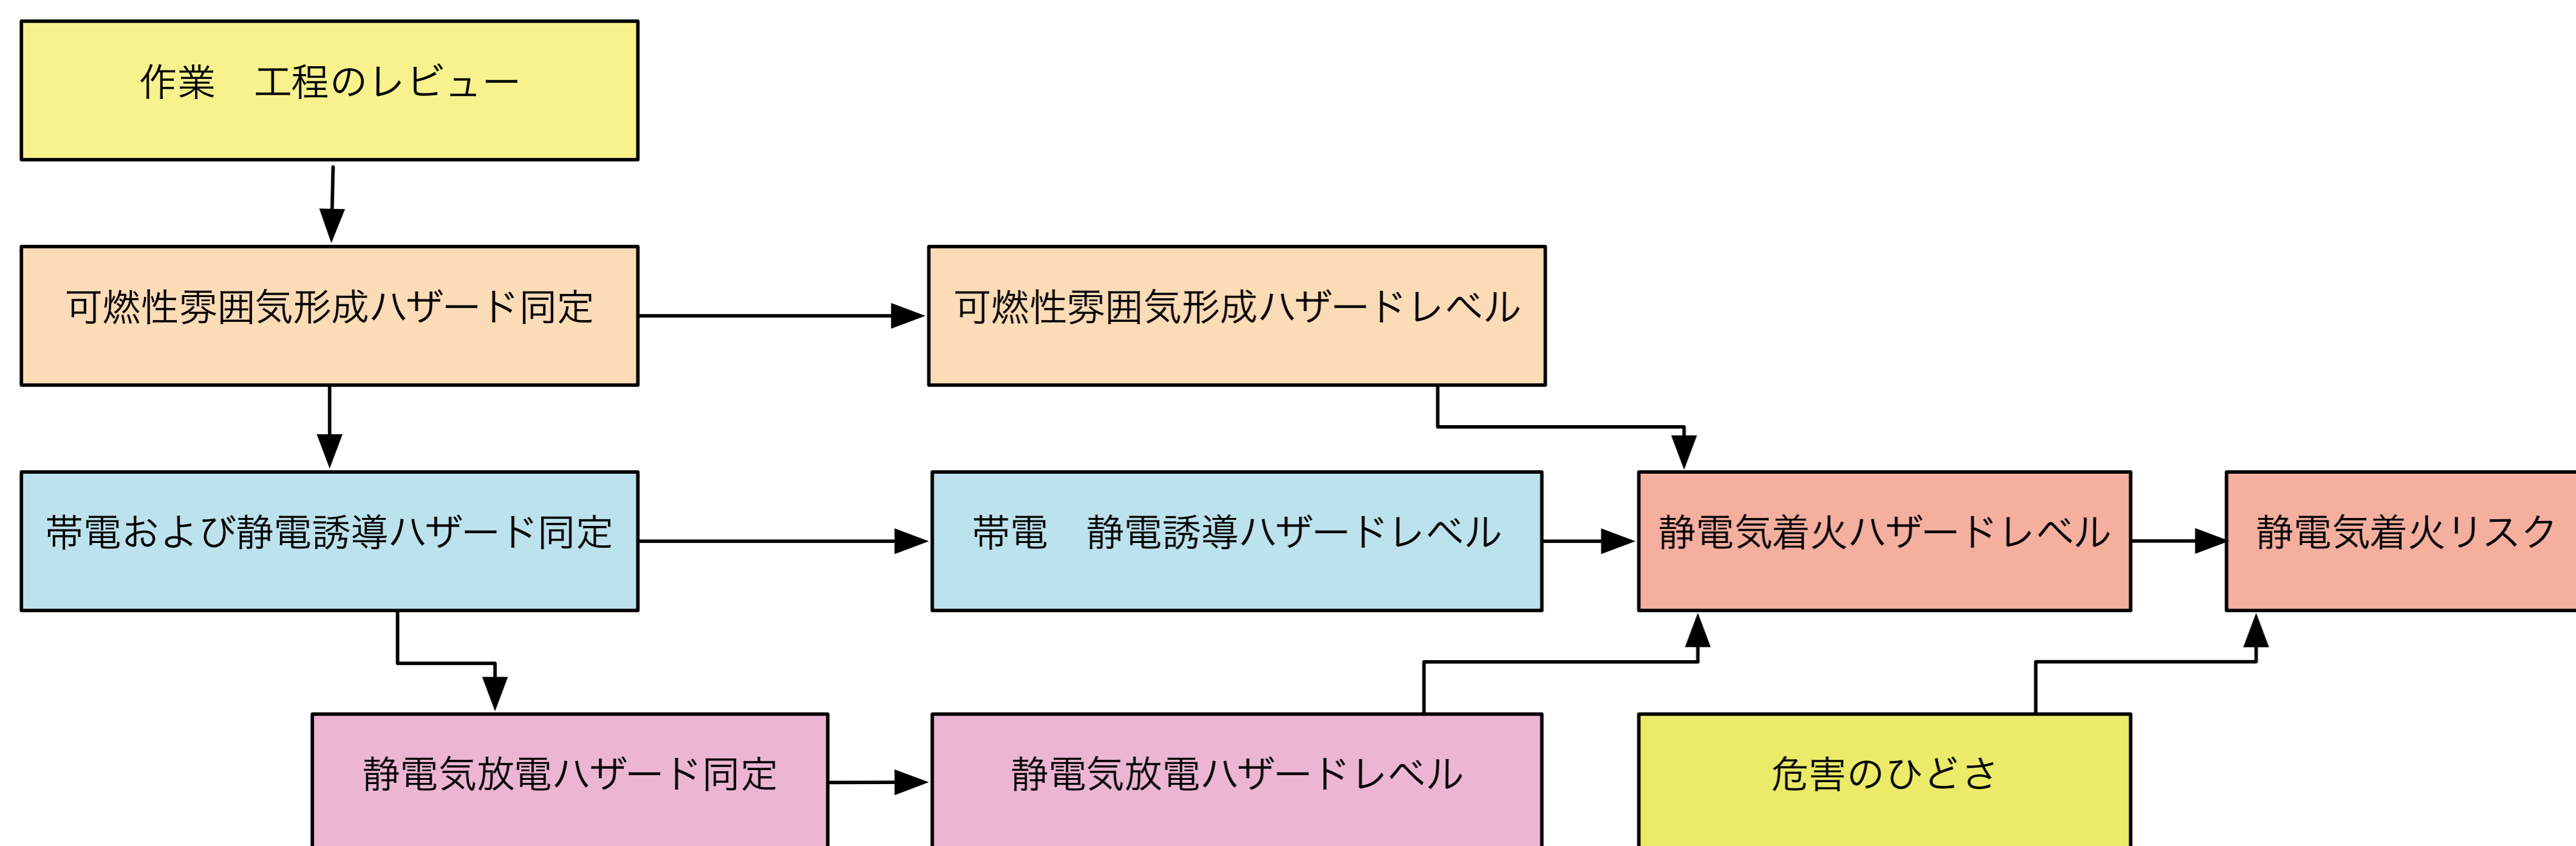 作業　工程のレビュー
可燃性雰囲気形成ハザード同定
可燃性雰囲気形成ハザードレベル
帯電および静電誘導ハザード同定
帯電　静電誘導ハザードレベル
静電気着火ハザードレベル
静電気着火リスク
静電気放電ハザード同定
静電気放電ハザードレベル
危害のひどさ